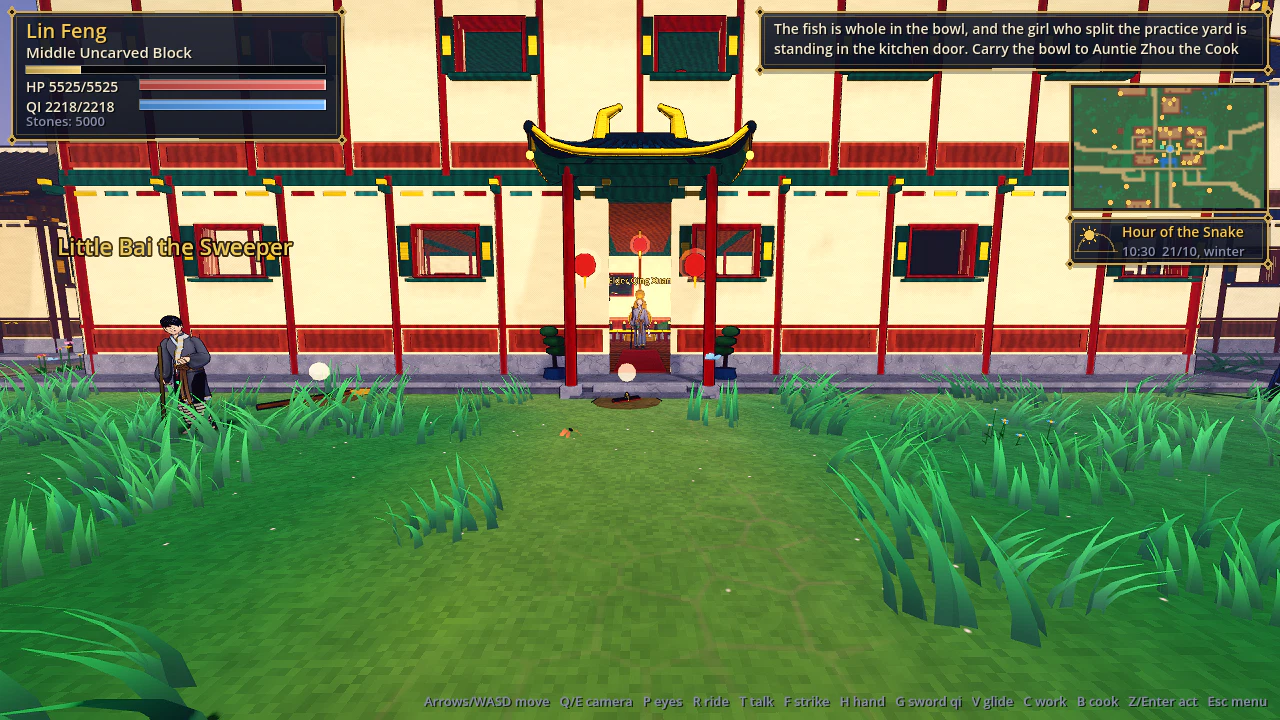 Lin Feng
Middle Uncarved Block
HP 5525/5525
QI 2218/2218
Stones: 5000
The fish is whole in the bowl, and the girl who split the practice yard is
standing in the kitchen door. Carry the bowl to Auntie Zhou the Cook
Hour of the Snake
10:30 21/10, winter
Little Bai the Sweeper
Arrows/WASD move Q/E camera P eyes R ride T talk F strike H hand G sword qi V glide C work B cook Z/Enter act Esc menu